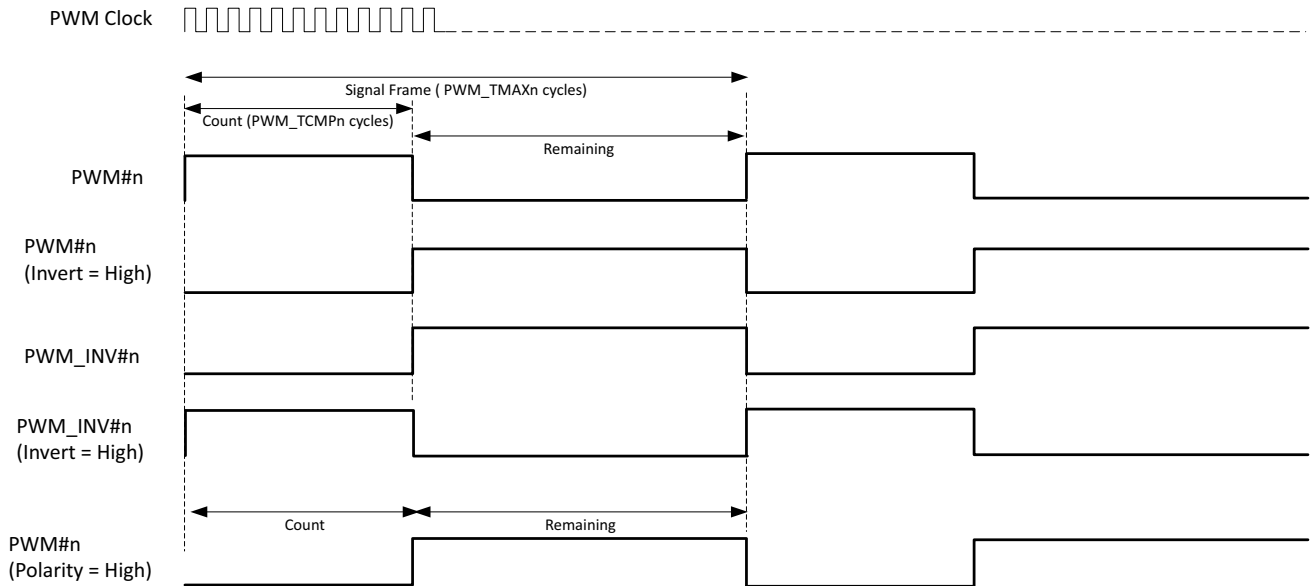 PWM Clock
Signal Frame ( PWM_TMAXn cycles)
Count (PWM_TCMPn cycles)
Remaining
PWM#n
PWM#n
(Invert = High)
PWM_INV#n
PWM_INV#n
(Invert = High)
Count
Remaining
PWM#n
(Polarity = High)